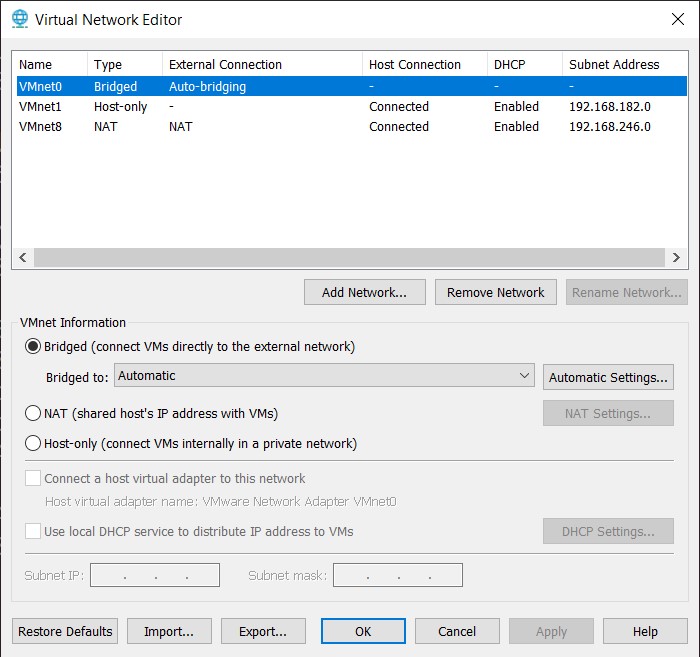 Virtual Network Editor
Name Type External Connection Host Connection DHCP Subnet Address
VMnet0 Bridged Auto-bridging - - -
VMnet1 Host-only - Connected Enabled 192.168.182.0
VMnet8 NAT NAT Connected Enabled 192.168.246.0
Add Network... Remove Network Rename Network...
VMnet Information
Bridged (connect VMs directly to the external network)
Bridged to: Automatic Automatic Settings...
NAT (shared host's IP address with VMs) NAT Settings...
Host-only (connect VMs internally in a private network)
Connect a host virtual adapter to this network
Host virtual adapter name: VMware Network Adapter VMnet0
Use local DHCP service to distribute IP address to VMs DHCP Settings...
Subnet IP: . . . Subnet mask: . . .
Restore Defaults Import... Export... OK Cancel Apply Help